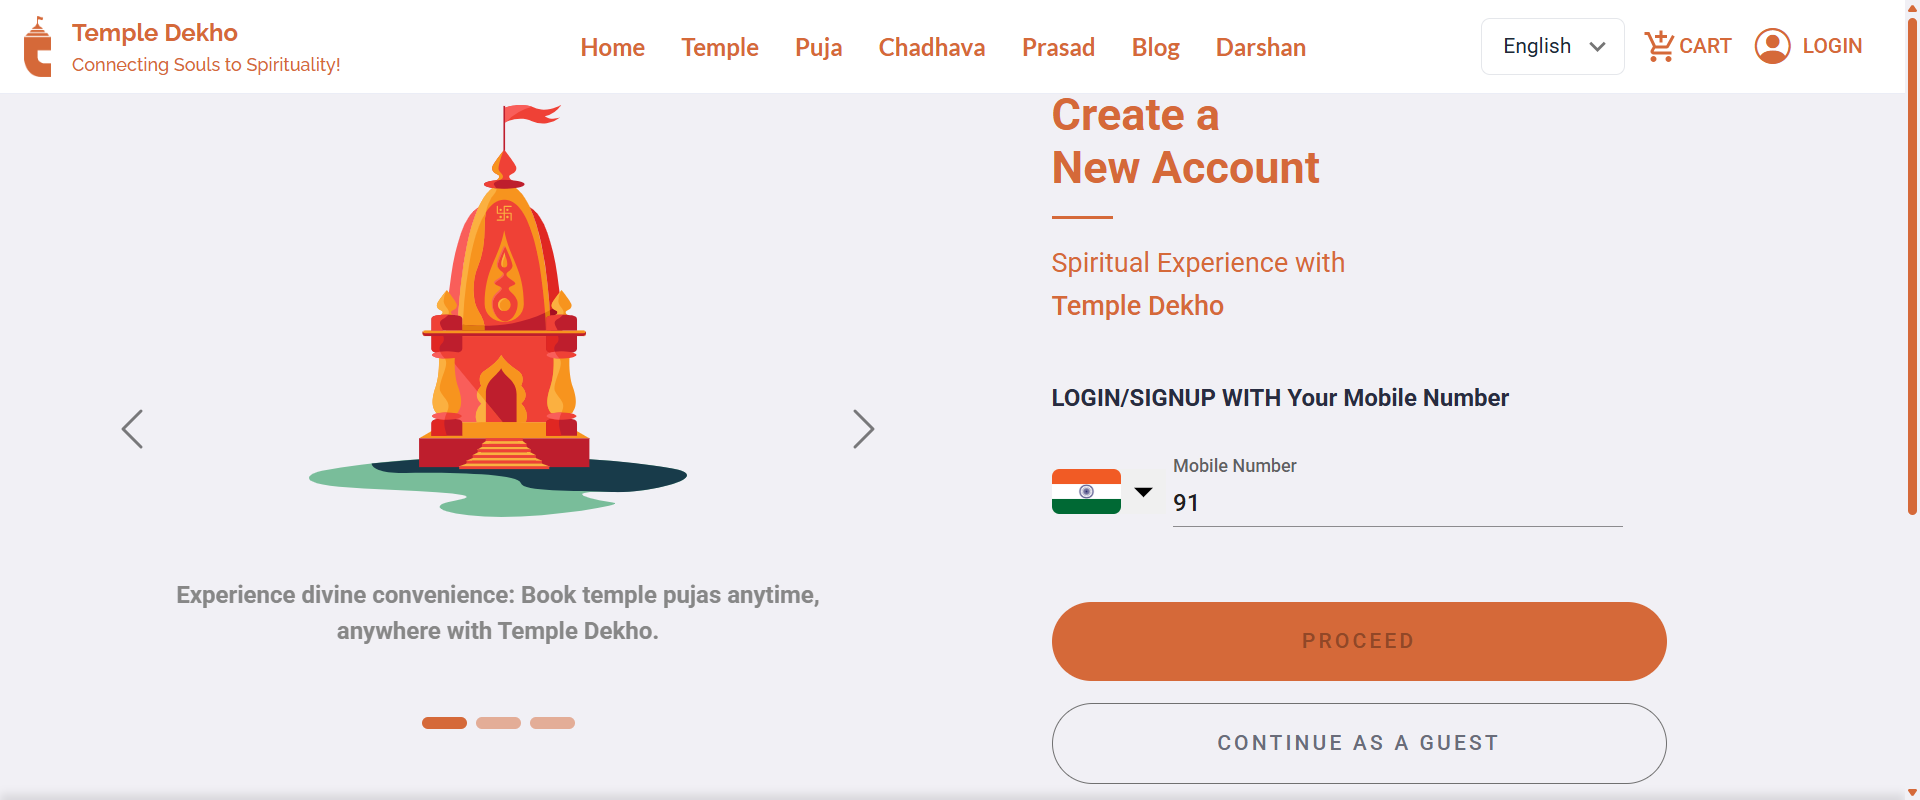 Temple Dekho
Connecting Souls to Spirituality!
Home
Temple
Puja
Chadhava
Prasad
Blog
Darshan
English
CART
LOGIN
Experience divine convenience: Book temple pujas anytime,
anywhere with Temple Dekho.
Create a
New Account
Spiritual Experience with
Temple Dekho
LOGIN/SIGNUP WITH Your Mobile Number
Mobile Number
91
PROCEED
CONTINUE AS A GUEST